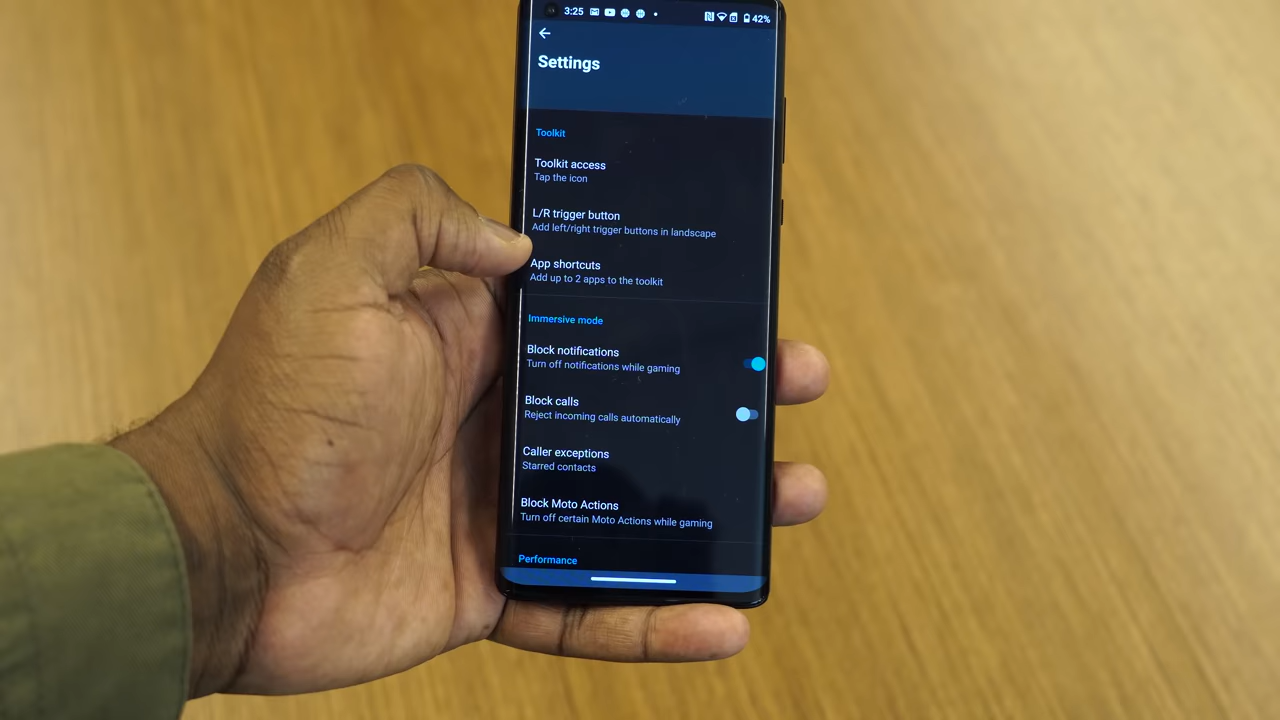 3:25
42%
Settings
Toolkit
Toolkit access
Tap the icon
L/R trigger button
Add left/right trigger buttons in landscape
App shortcuts
Add up to 2 apps to the toolkit
Immersive mode
Block notifications
Turn off notifications while gaming
Block calls
Reject incoming calls automatically
Caller exceptions
Starred contacts
Block Moto Actions
Turn off certain Moto Actions while gaming
Performance